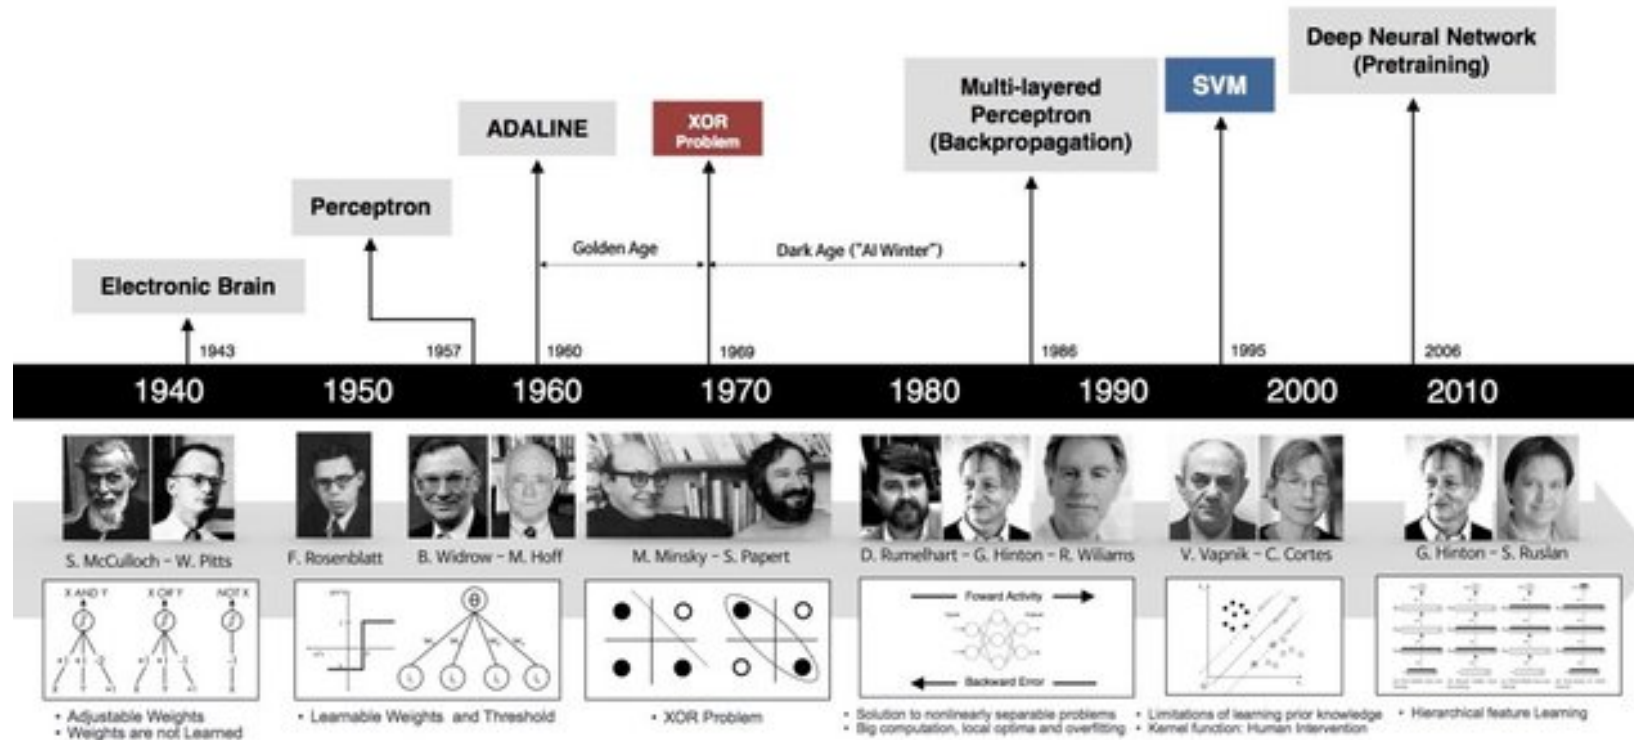 Deep Neural Network
(Pretraining)
Multi-layered
Perceptron
(Backpropagation)
SVM
ADALINE
XOR
Problem
Perceptron
Golden Age
Dark Age ("AI Winter")
Electronic Brain
1943
1957
1960
1969
1986
1995
2006
1940
1950
1960
1970
1980
1990
2000
2010
S. McCulloch - W. Pitts
F. Rosenblatt
B. Widrow - M. Hoff
M. Minsky - S. Papert
D. Rumelhart - G. Hinton - R. Wiliams
V. Vapnik - C. Cortes
G. Hinton - S. Ruslan
X AND Y
X OR Y
NOT X
Foward Activity
Backward Error
• Adjustable Weights
• Weights are not Learned
• Learnable Weights and Threshold
• XOR Problem
• Solution to nonlinearly separable problems
• Big computation, local optima and overfitting
• Limitations of learning prior knowledge
• Kernel function: Human Intervention
• Hierarchical feature Learning